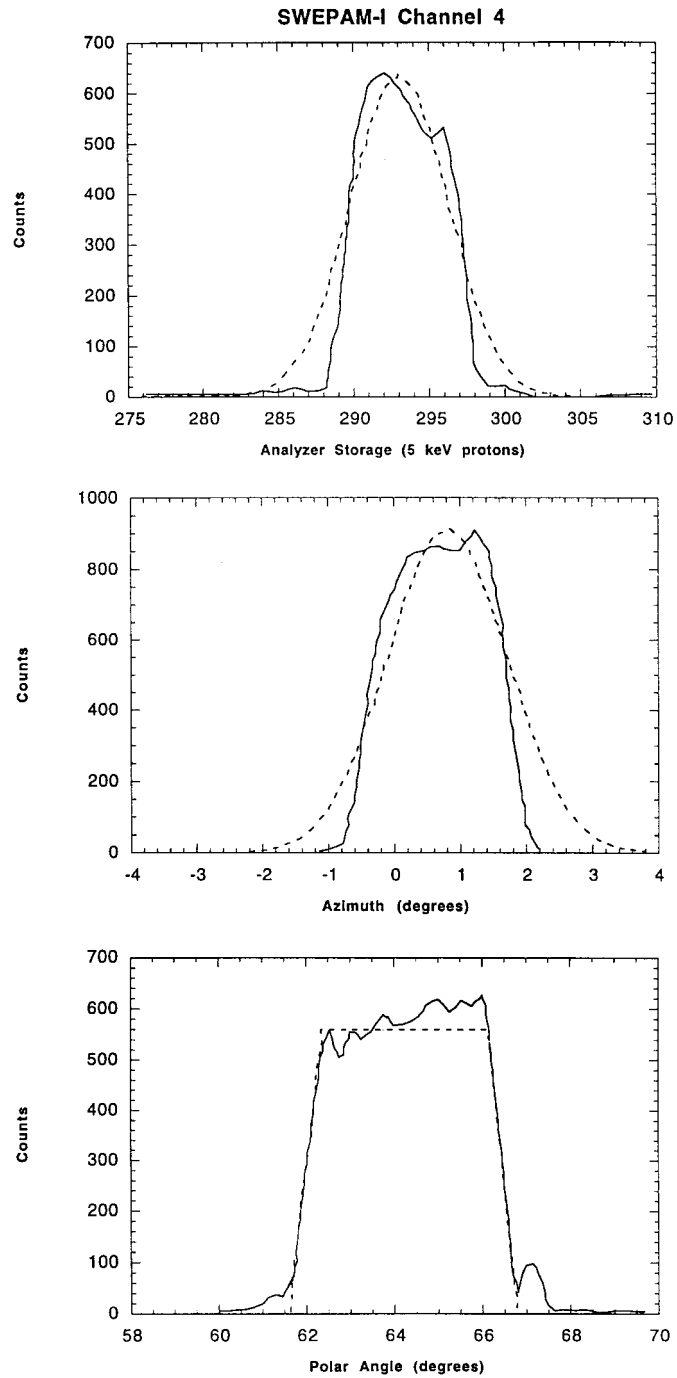 SWEPAM-I Channel 4
700
600
500
400
300
200
100
0
Counts
275 280 285 290 295 300 305 310
Analyzer Storage (5 keV protons)
1000
800
600
400
200
0
Counts
-4 -3 -2 -1 0 1 2 3 4
Azimuth (degrees)
700
600
500
400
300
200
100
0
Counts
58 60 62 64 66 68 70
Polar Angle (degrees)